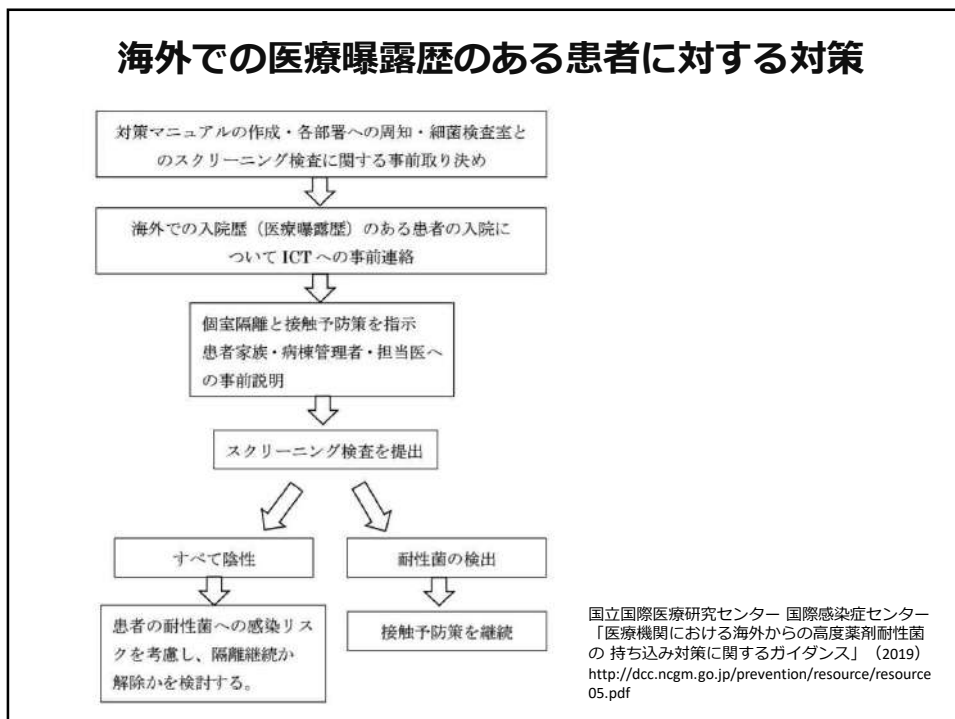 海外での医療曝露歴のある患者に対する対策
対策マニュアルの作成・各部署への周知・細菌検査室と
のスクリーニング検査に関する事前取り決め
海外での入院歴（医療曝露歴）のある患者の入院に
ついて ICT への事前連絡
個室隔離と接触予防策を指示
患者家族・病棟管理者・担当医へ
の事前説明
スクリーニング検査を提出
すべて陰性
耐性菌の検出
患者の耐性菌への感染リス
クを考慮し、隔離継続か
解除かを検討する。
接触予防策を継続
国立国際医療研究センター 国際感染症センター
「医療機関における海外からの高度薬剤耐性菌
の 持ち込み対策に関するガイダンス」（2019）
http://dcc.ncgm.go.jp/prevention/resource/resource
05.pdf